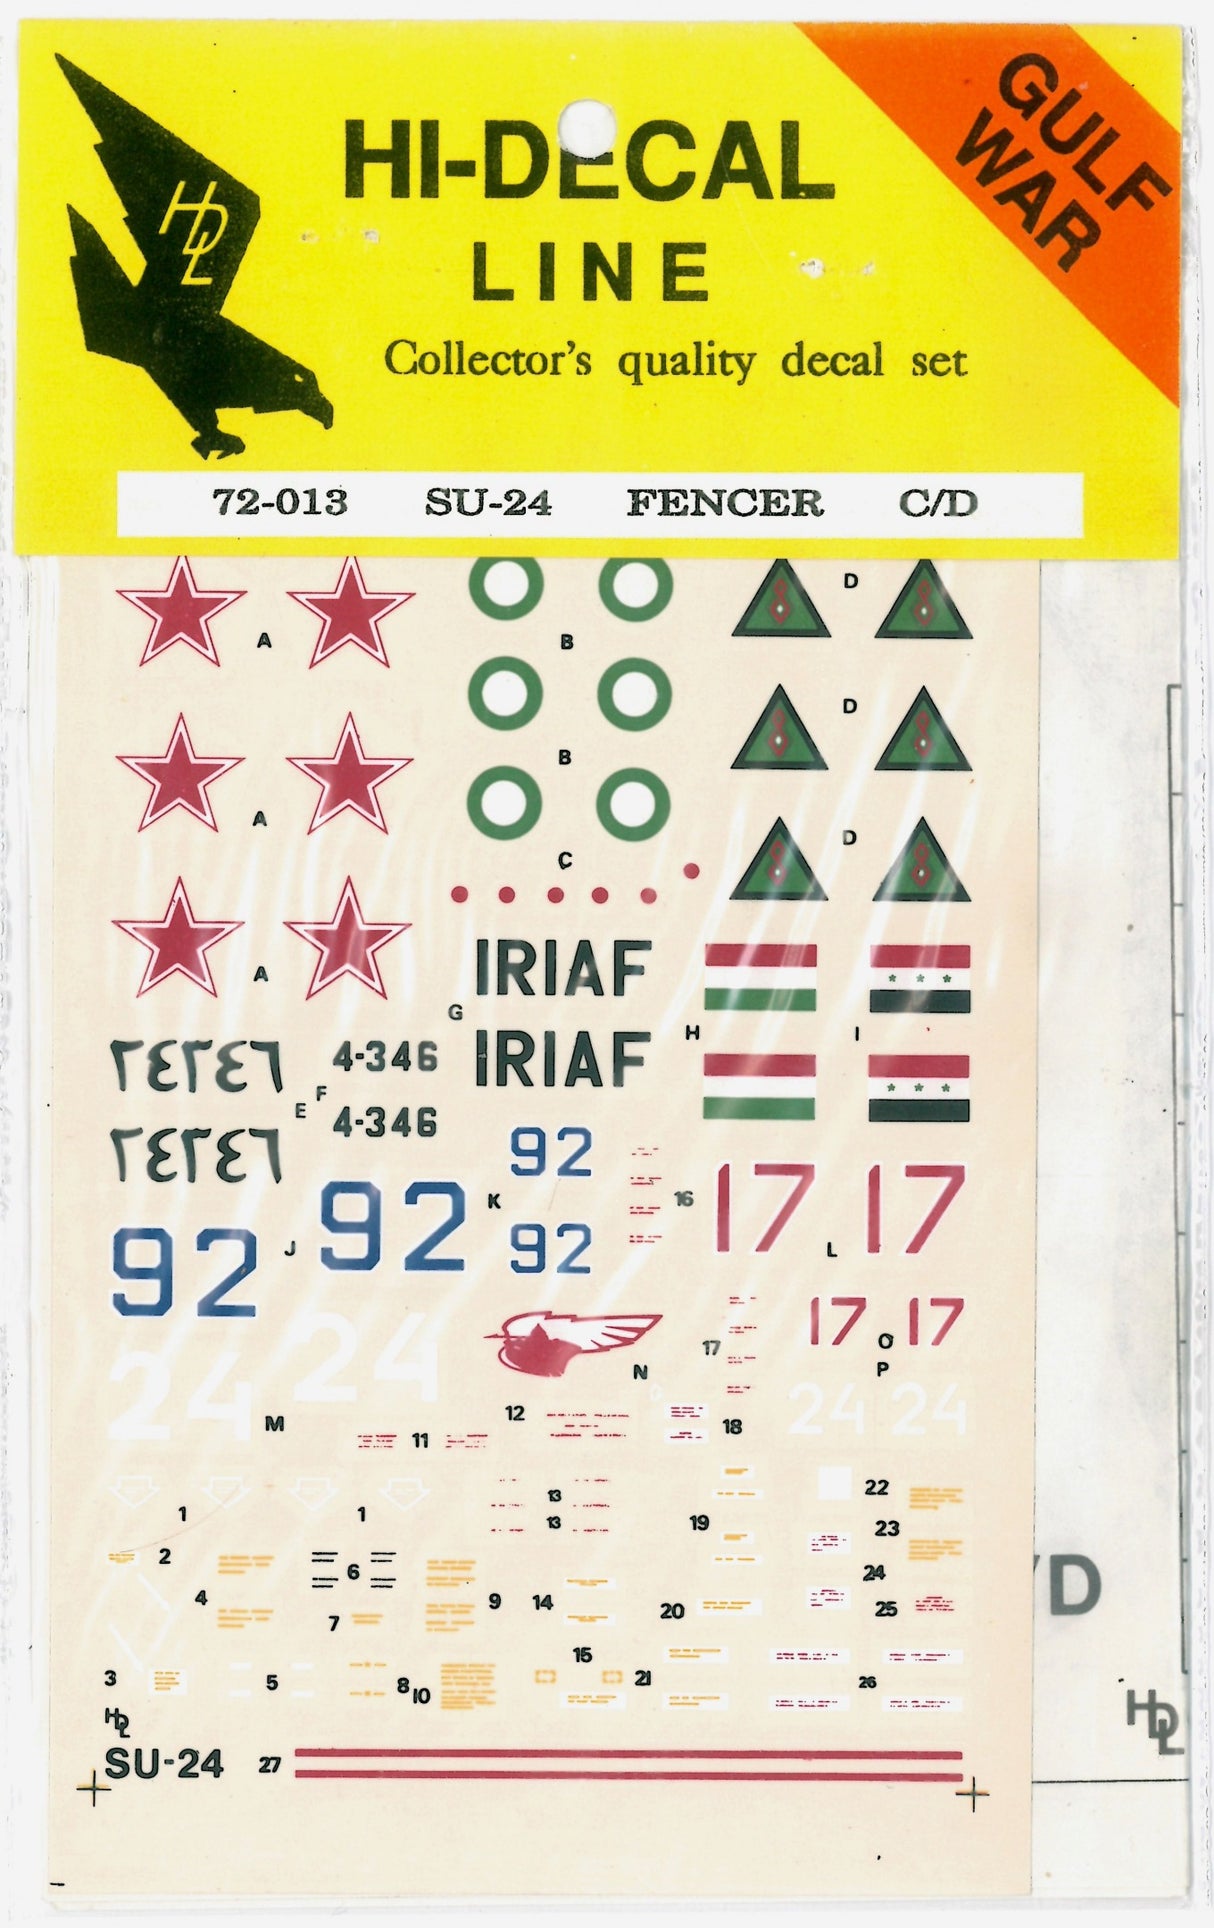 GULF
WAR
HDL
HI-DECAL
LINE
Collector's quality decal set
72-013 SU-24 FENCER C/D
D
A B
D
B
A D
C
A
IRIAF
G
H I
4-346
IRIAF
F
E
4-346
92
92 K 16 17 17
92 J L
92
17 17
24 24 17 O
N P
12 24 24
M 11 18
22
1 1 13
13 19 23
2 6 24
4 9 14 20 25
7
15
3 5 8 10 21 26
HDL
SU-24 27
/D
HDL